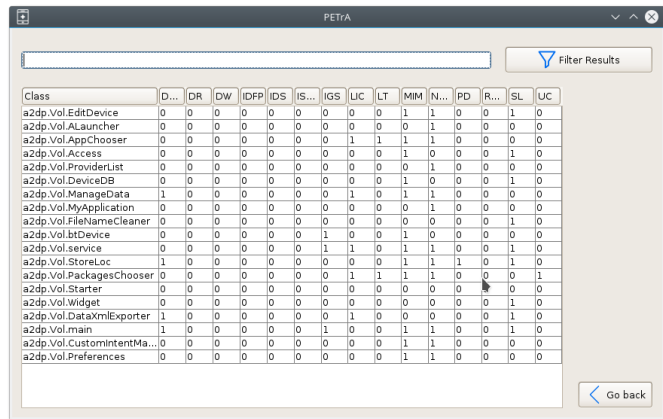 PETrA
Filter Results
Class D... DR DW IDFP IDS IS... IGS LIC LT MIM N... PD R... SL UC
a2dp.Vol.EditDevice 0 0 0 0 0 0 0 0 0 1 1 0 0 1 0
a2dp.Vol.ALauncher 0 0 0 0 0 0 0 0 0 0 1 0 0 0 0
a2dp.Vol.AppChooser 0 0 0 0 0 0 0 1 1 1 1 0 0 0 0
a2dp.Vol.Access 0 0 0 0 0 0 0 0 0 1 0 0 0 1 0
a2dp.Vol.ProviderList 0 0 0 0 0 0 0 0 0 0 1 0 0 0 0
a2dp.Vol.DeviceDB 0 0 0 0 0 0 0 0 0 1 0 0 0 1 0
a2dp.Vol.ManageData 1 0 0 0 0 0 0 1 0 1 1 0 0 0 0
a2dp.Vol.MyApplication 0 0 0 0 0 0 0 0 0 0 1 0 0 0 0
a2dp.Vol.FileNameCleaner 0 0 0 0 0 0 0 0 0 0 0 0 0 1 0
a2dp.Vol.btDevice 0 0 0 0 0 0 1 0 0 1 0 0 0 0 0
a2dp.Vol.service 0 0 0 0 0 0 1 1 0 1 1 0 0 1 0
a2dp.Vol.StoreLoc 1 0 0 0 0 0 0 0 0 1 1 1 0 1 0
a2dp.Vol.PackagesChooser 0 0 0 0 0 0 0 1 1 1 1 0 0 0 1
a2dp.Vol.Starter 0 0 0 0 0 0 0 0 0 0 0 0 0 0
a2dp.Vol.Widget 0 0 0 0 0 0 0 0 0 0 0 0 0 1 0
a2dp.Vol.DataXmlExporter 1 0 0 0 0 0 0 1 0 0 0 0 0 1 0
a2dp.Vol.main 1 0 0 0 0 0 1 0 0 1 1 0 0 1 0
a2dp.Vol.CustomIntentMa... 0 0 0 0 0 0 0 0 0 1 1 0 0 0 0
a2dp.Vol.Preferences 0 0 0 0 0 0 0 0 0 1 1 0 0 0 0
Go back